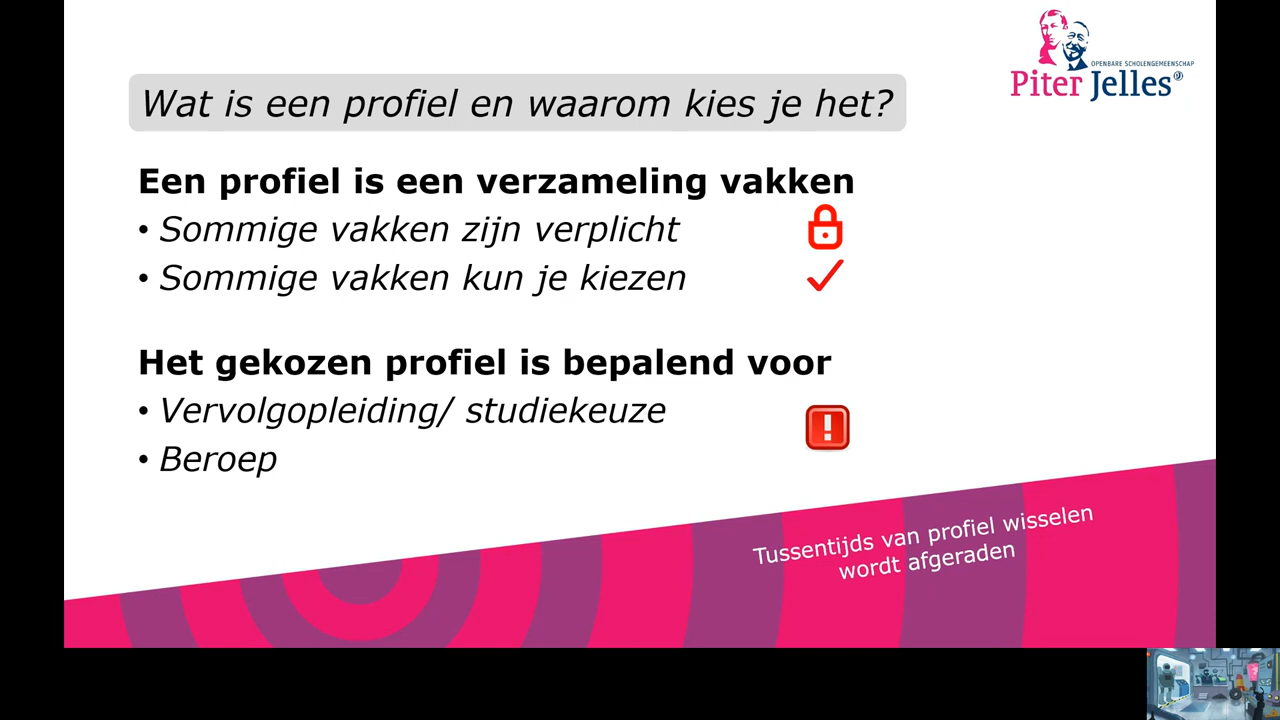 OPENBARE SCHOLENGEMEENSCHAP
Piter Jelles
Wat is een profiel en waarom kies je het?
Een profiel is een verzameling vakken
• Sommige vakken zijn verplicht
• Sommige vakken kun je kiezen
Het gekozen profiel is bepalend voor
• Vervolgopleiding/ studiekeuze
• Beroep
Tussentijds van profiel wisselen
wordt afgeraden